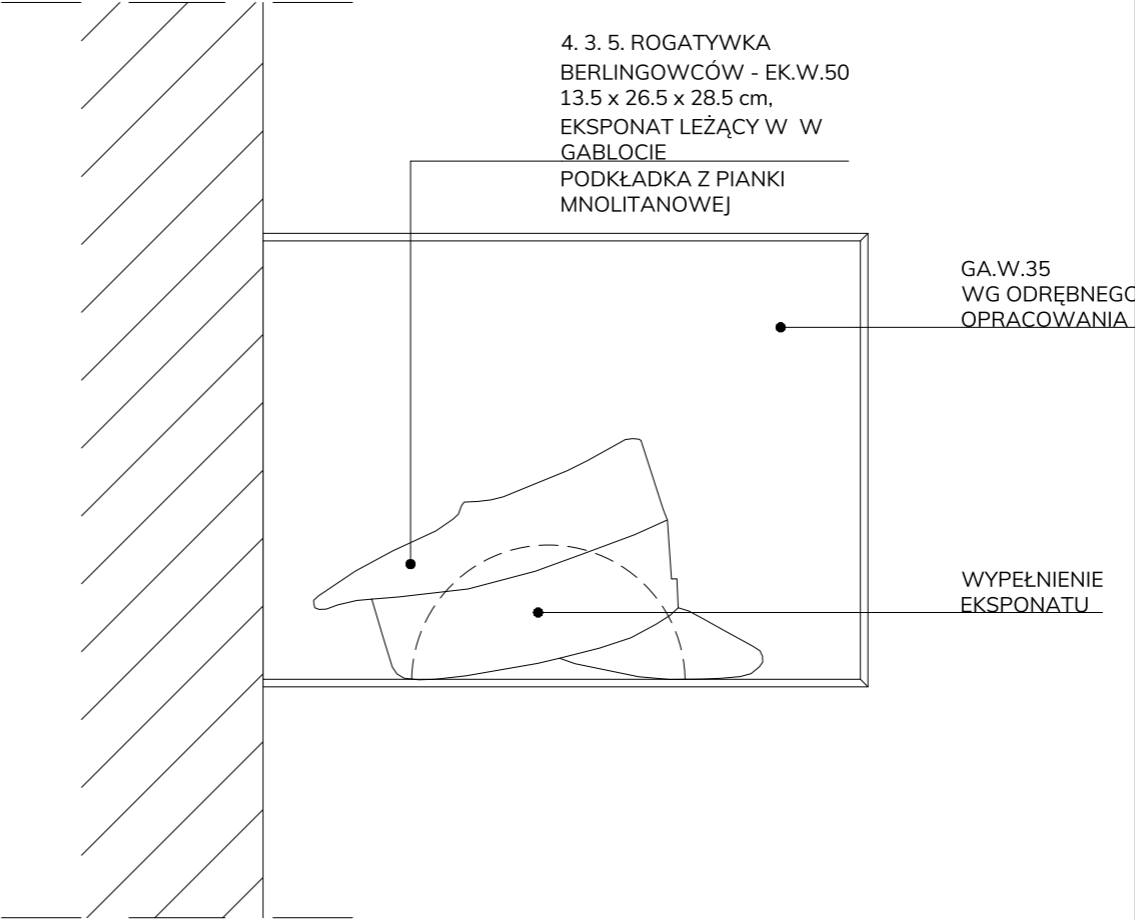 4. 3. 5. ROGATYWKA
BERLINGOWCÓW - EK.W.50
13.5 x 26.5 x 28.5 cm,
EKSPONAT LEŻĄCY W W
GABLOCIE
PODKŁADKA Z PIANKI
MNOLITANOWEJ
GA.W.35
WG ODRĘBNEGO
OPRACOWANIA
WYPEŁNIENIE
EKSPONATU